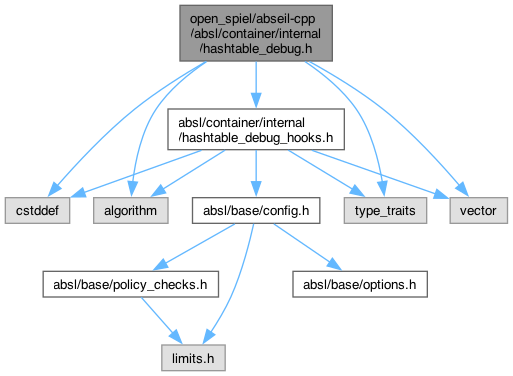 open_spiel/abseil-cpp
/absl/container/internal
/hashtable_debug.h
absl/container/internal
/hashtable_debug_hooks.h
cstddef
algorithm
absl/base/config.h
type_traits
vector
absl/base/policy_checks.h
absl/base/options.h
limits.h